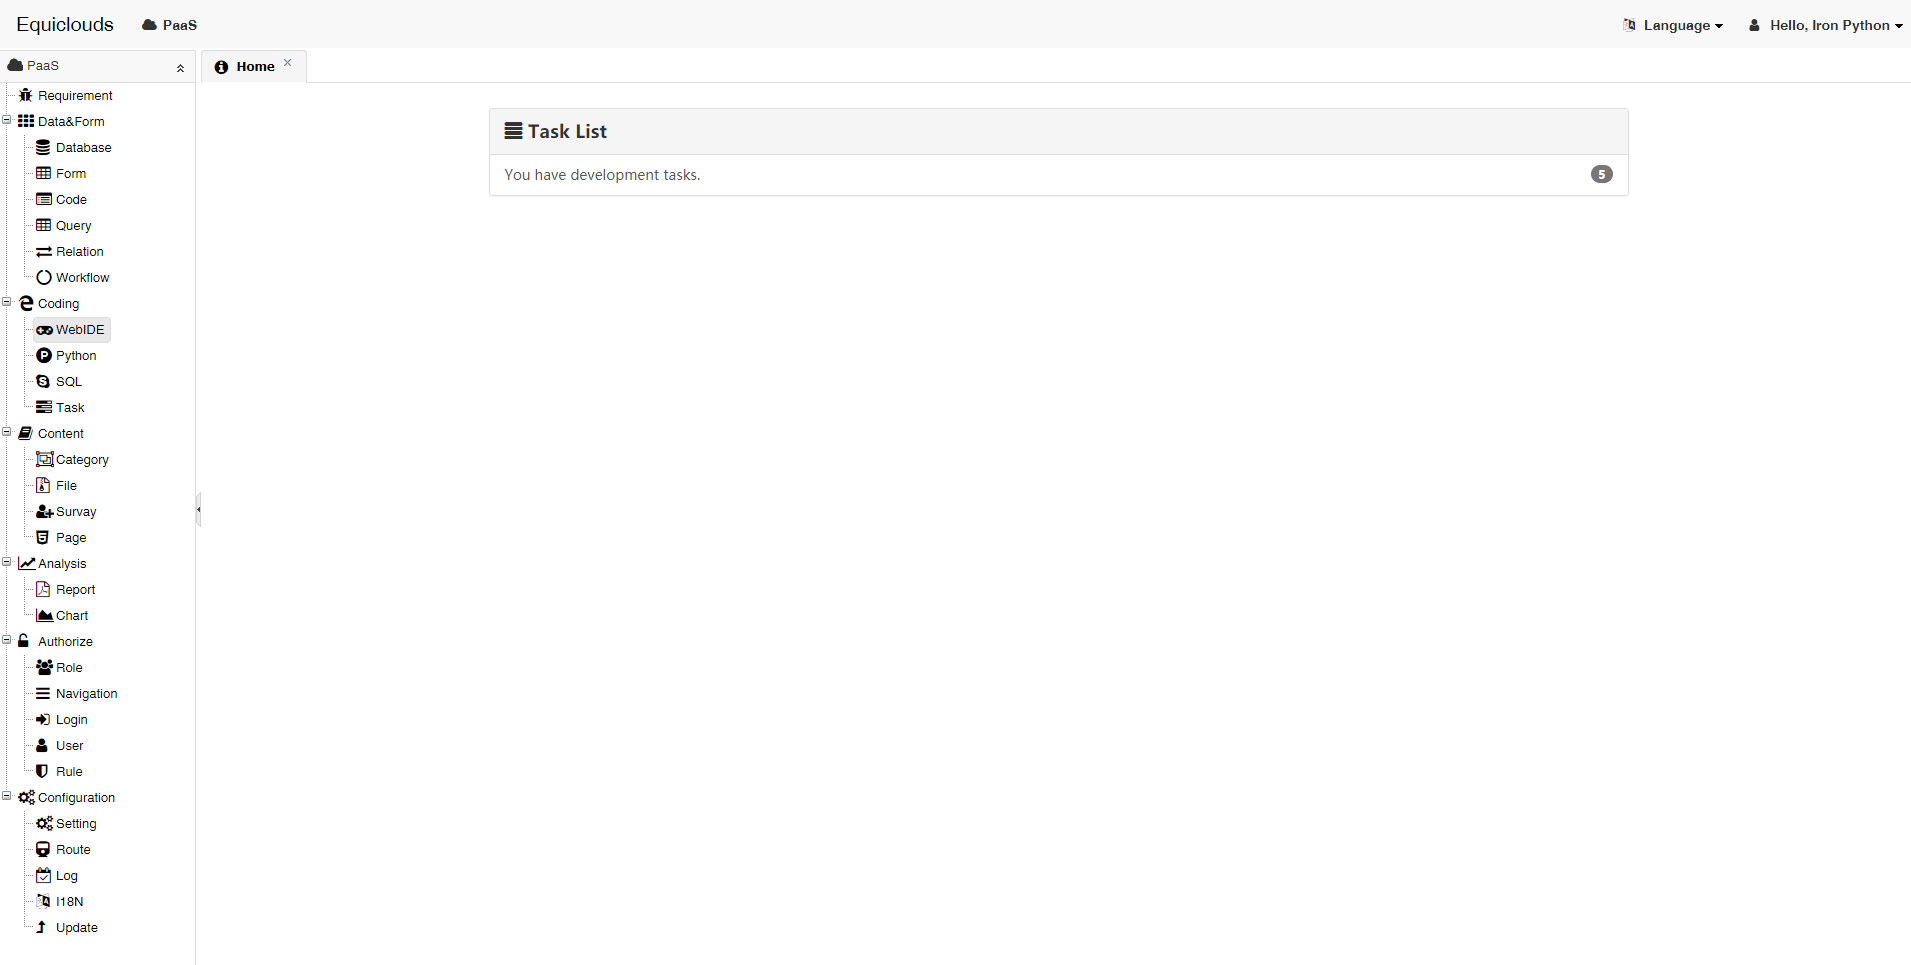 Equiclouds PaaS Language Hello, Iron Python
PaaS
Home
Requirement
Data&Form
Database
Form
Code
Query
Relation
Workflow
Coding
WebIDE
Python
SQL
Task
Content
Category
File
Survay
Page
Analysis
Report
Chart
Authorize
Role
Navigation
Login
User
Rule
Configuration
Setting
Route
Log
I18N
Update
Task List
You have development tasks. 5